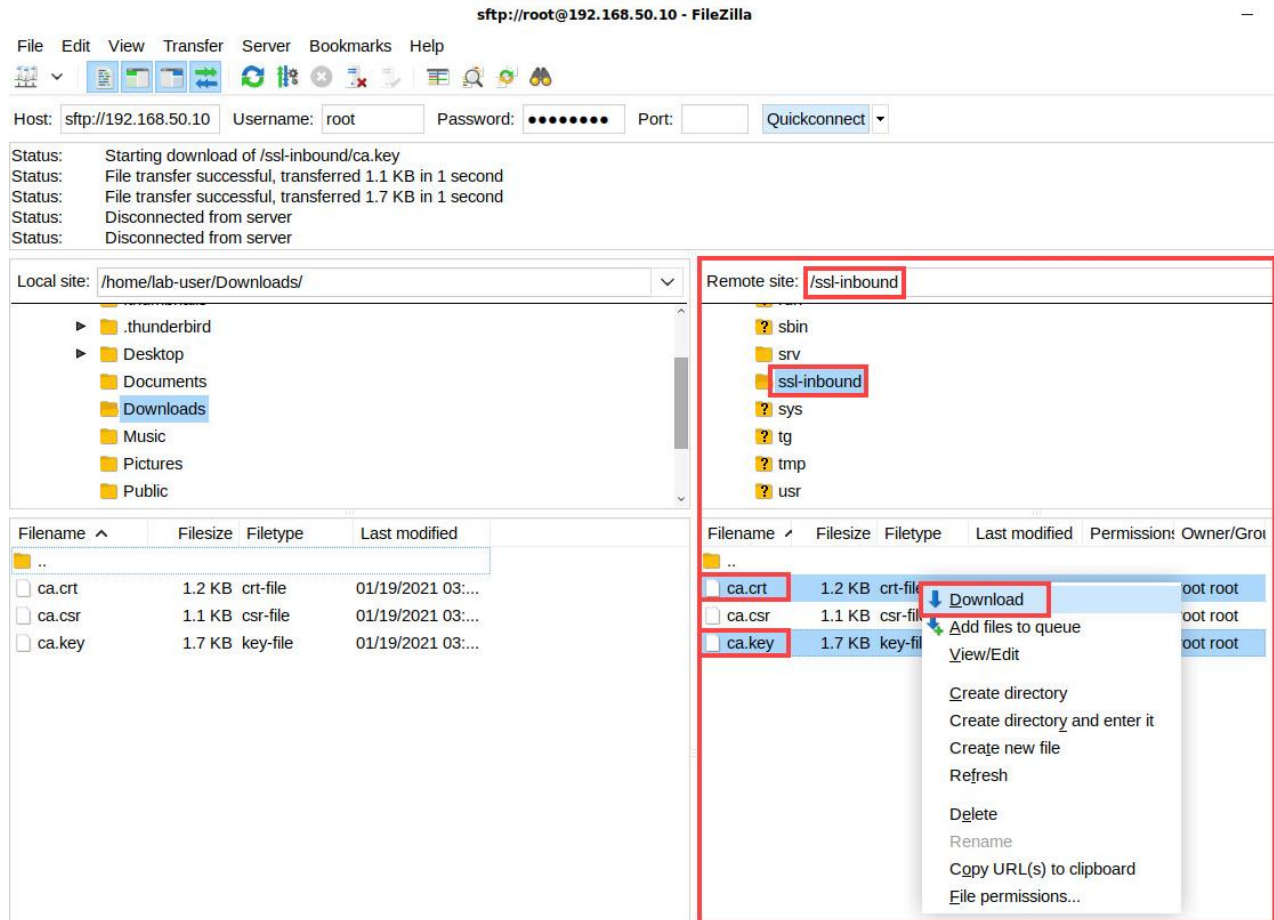 sftp://root@192.168.50.10 - FileZilla
File Edit View Transfer Server Bookmarks Help
Host: sftp://192.168.50.10 Username: root Password: ●●●●●●●● Port: Quickconnect
Status: Starting download of /ssl-inbound/ca.key
Status: File transfer successful, transferred 1.1 KB in 1 second
Status: File transfer successful, transferred 1.7 KB in 1 second
Status: Disconnected from server
Status: Disconnected from server
Local site: /home/lab-user/Downloads/
.thunderbird
Desktop
Documents
Downloads
Music
Pictures
Public
Filename Filesize Filetype Last modified
..
ca.crt 1.2 KB crt-file 01/19/2021 03:...
ca.csr 1.1 KB csr-file 01/19/2021 03:...
ca.key 1.7 KB key-file 01/19/2021 03:...
Remote site: /ssl-inbound
? sbin
srv
ssl-inbound
? sys
? tg
? tmp
? usr
Filename Filesize Filetype Last modified Permissions Owner/Grou
..
ca.crt 1.2 KB crt-file oot root
ca.csr 1.1 KB csr-fil oot root
ca.key 1.7 KB key-fil oot root
Download
Add files to queue
View/Edit
Create directory
Create directory and enter it
Create new file
Refresh
Delete
Rename
Copy URL(s) to clipboard
File permissions...